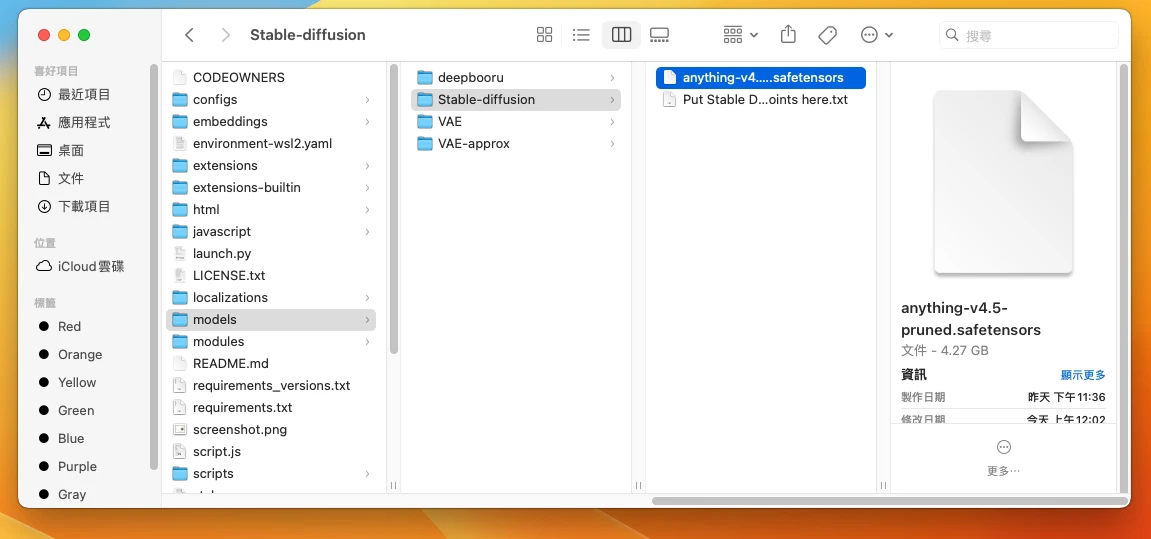 Stable-diffusion
搜尋
喜好項目
最近項目
應用程式
桌面
文件
下載項目
位置
iCloud雲碟
標籤
Red
Orange
Yellow
Green
Blue
Purple
Gray
CODEOWNERS
configs
embeddings
environment-wsl2.yaml
extensions
extensions-builtin
html
javascript
launch.py
LICENSE.txt
localizations
models
modules
README.md
requirements_versions.txt
requirements.txt
screenshot.png
script.js
scripts
deepbooru
Stable-diffusion
VAE
VAE-approx
anything-v4.....safetensors
Put Stable D...oints here.txt
anything-v4.5-
pruned.safetensors
文件 - 4.27 GB
資訊 顯示更多
製作日期 昨天 下午11:36
修改日期 今天 上午12:02
更多…